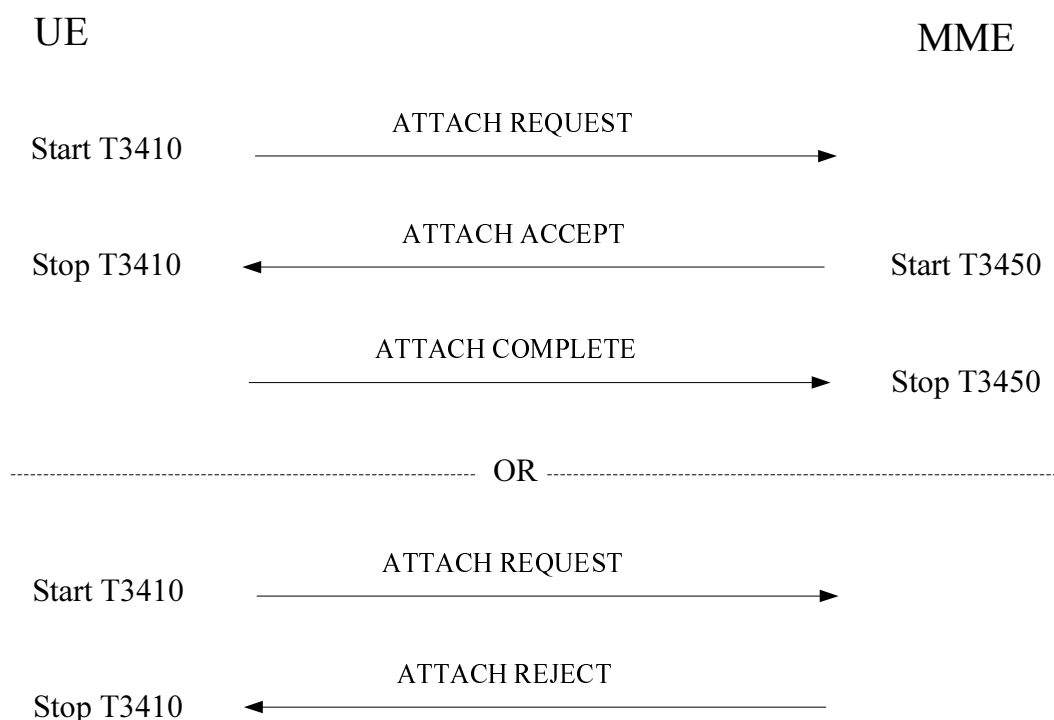 UE
MME
ATTACH REQUEST
Start T3410
ATTACH ACCEPT
Stop T3410
Start T3450
ATTACH COMPLETE
Stop T3450
OR
ATTACH REQUEST
Start T3410
ATTACH REJECT
Stop T3410